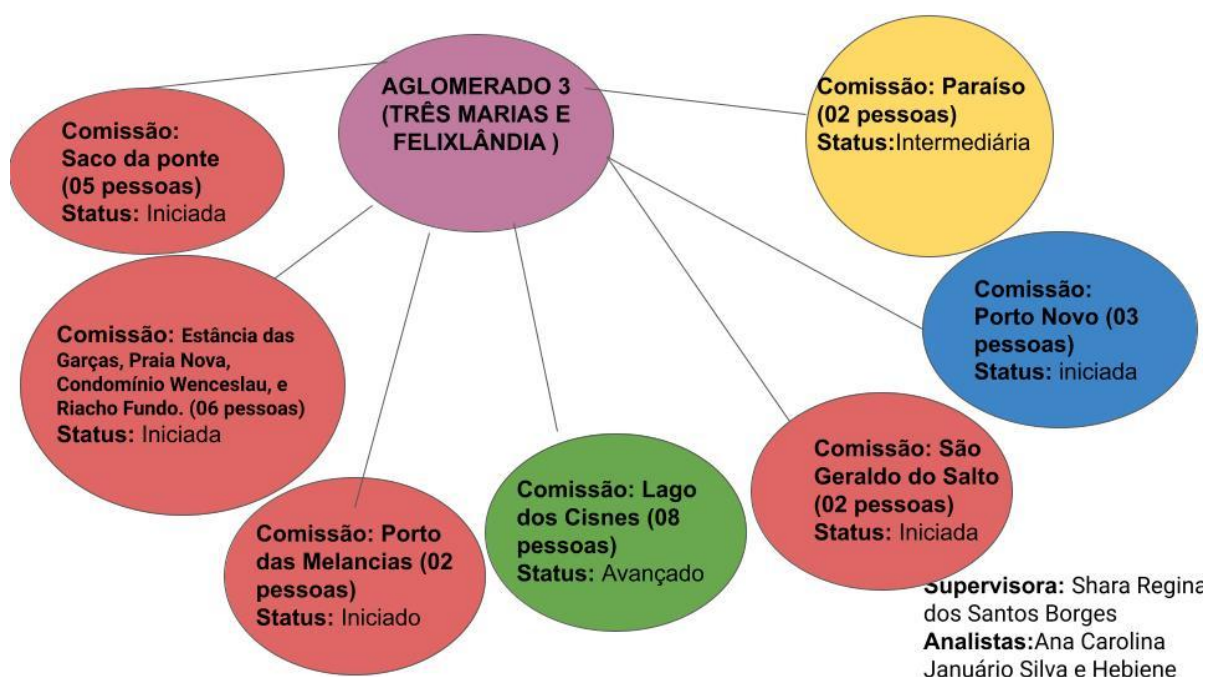 AGLOMERADO 3
(TRÊS MARIAS E
FELIXLÂNDIA )
Comissão: Paraíso
(02 pessoas)
Status:Intermediária
Comissão:
Saco da ponte
(05 pessoas)
Status: Iniciada
Comissão:
Porto Novo (03
pessoas)
Status: iniciada
Comissão: Estância das
Garças, Praia Nova,
Condomínio Wenceslau, e
Riacho Fundo. (06 pessoas)
Status: Iniciada
Comissão: São
Geraldo do Salto
(02 pessoas)
Status: Iniciada
Comissão: Lago
dos Cisnes (08
pessoas)
Status: Avançado
Comissão: Porto
das Melancias (02
pessoas)
Status: Iniciado
Supervisora: Shara Regina
dos Santos Borges
Analistas:Ana Carolina
Januário Silva e Hebiene